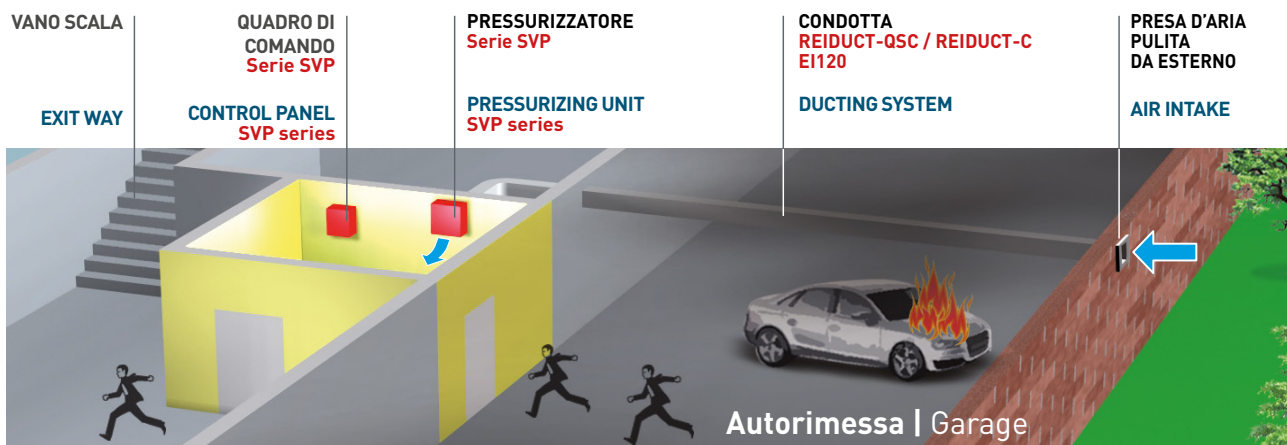 VANO SCALA
EXIT WAY
QUADRO DI
COMANDO
Serie SVP
CONTROL PANEL
SVP series
PRESSURIZZATORE
Serie SVP
PRESSURIZING UNIT
SVP series
CONDOTTA
REIDUCT-QSC / REIDUCT-C
EI120
DUCTING SYSTEM
PRESA D'ARIA
PULITA
DA ESTERNO
AIR INTAKE
Autorimessa | Garage